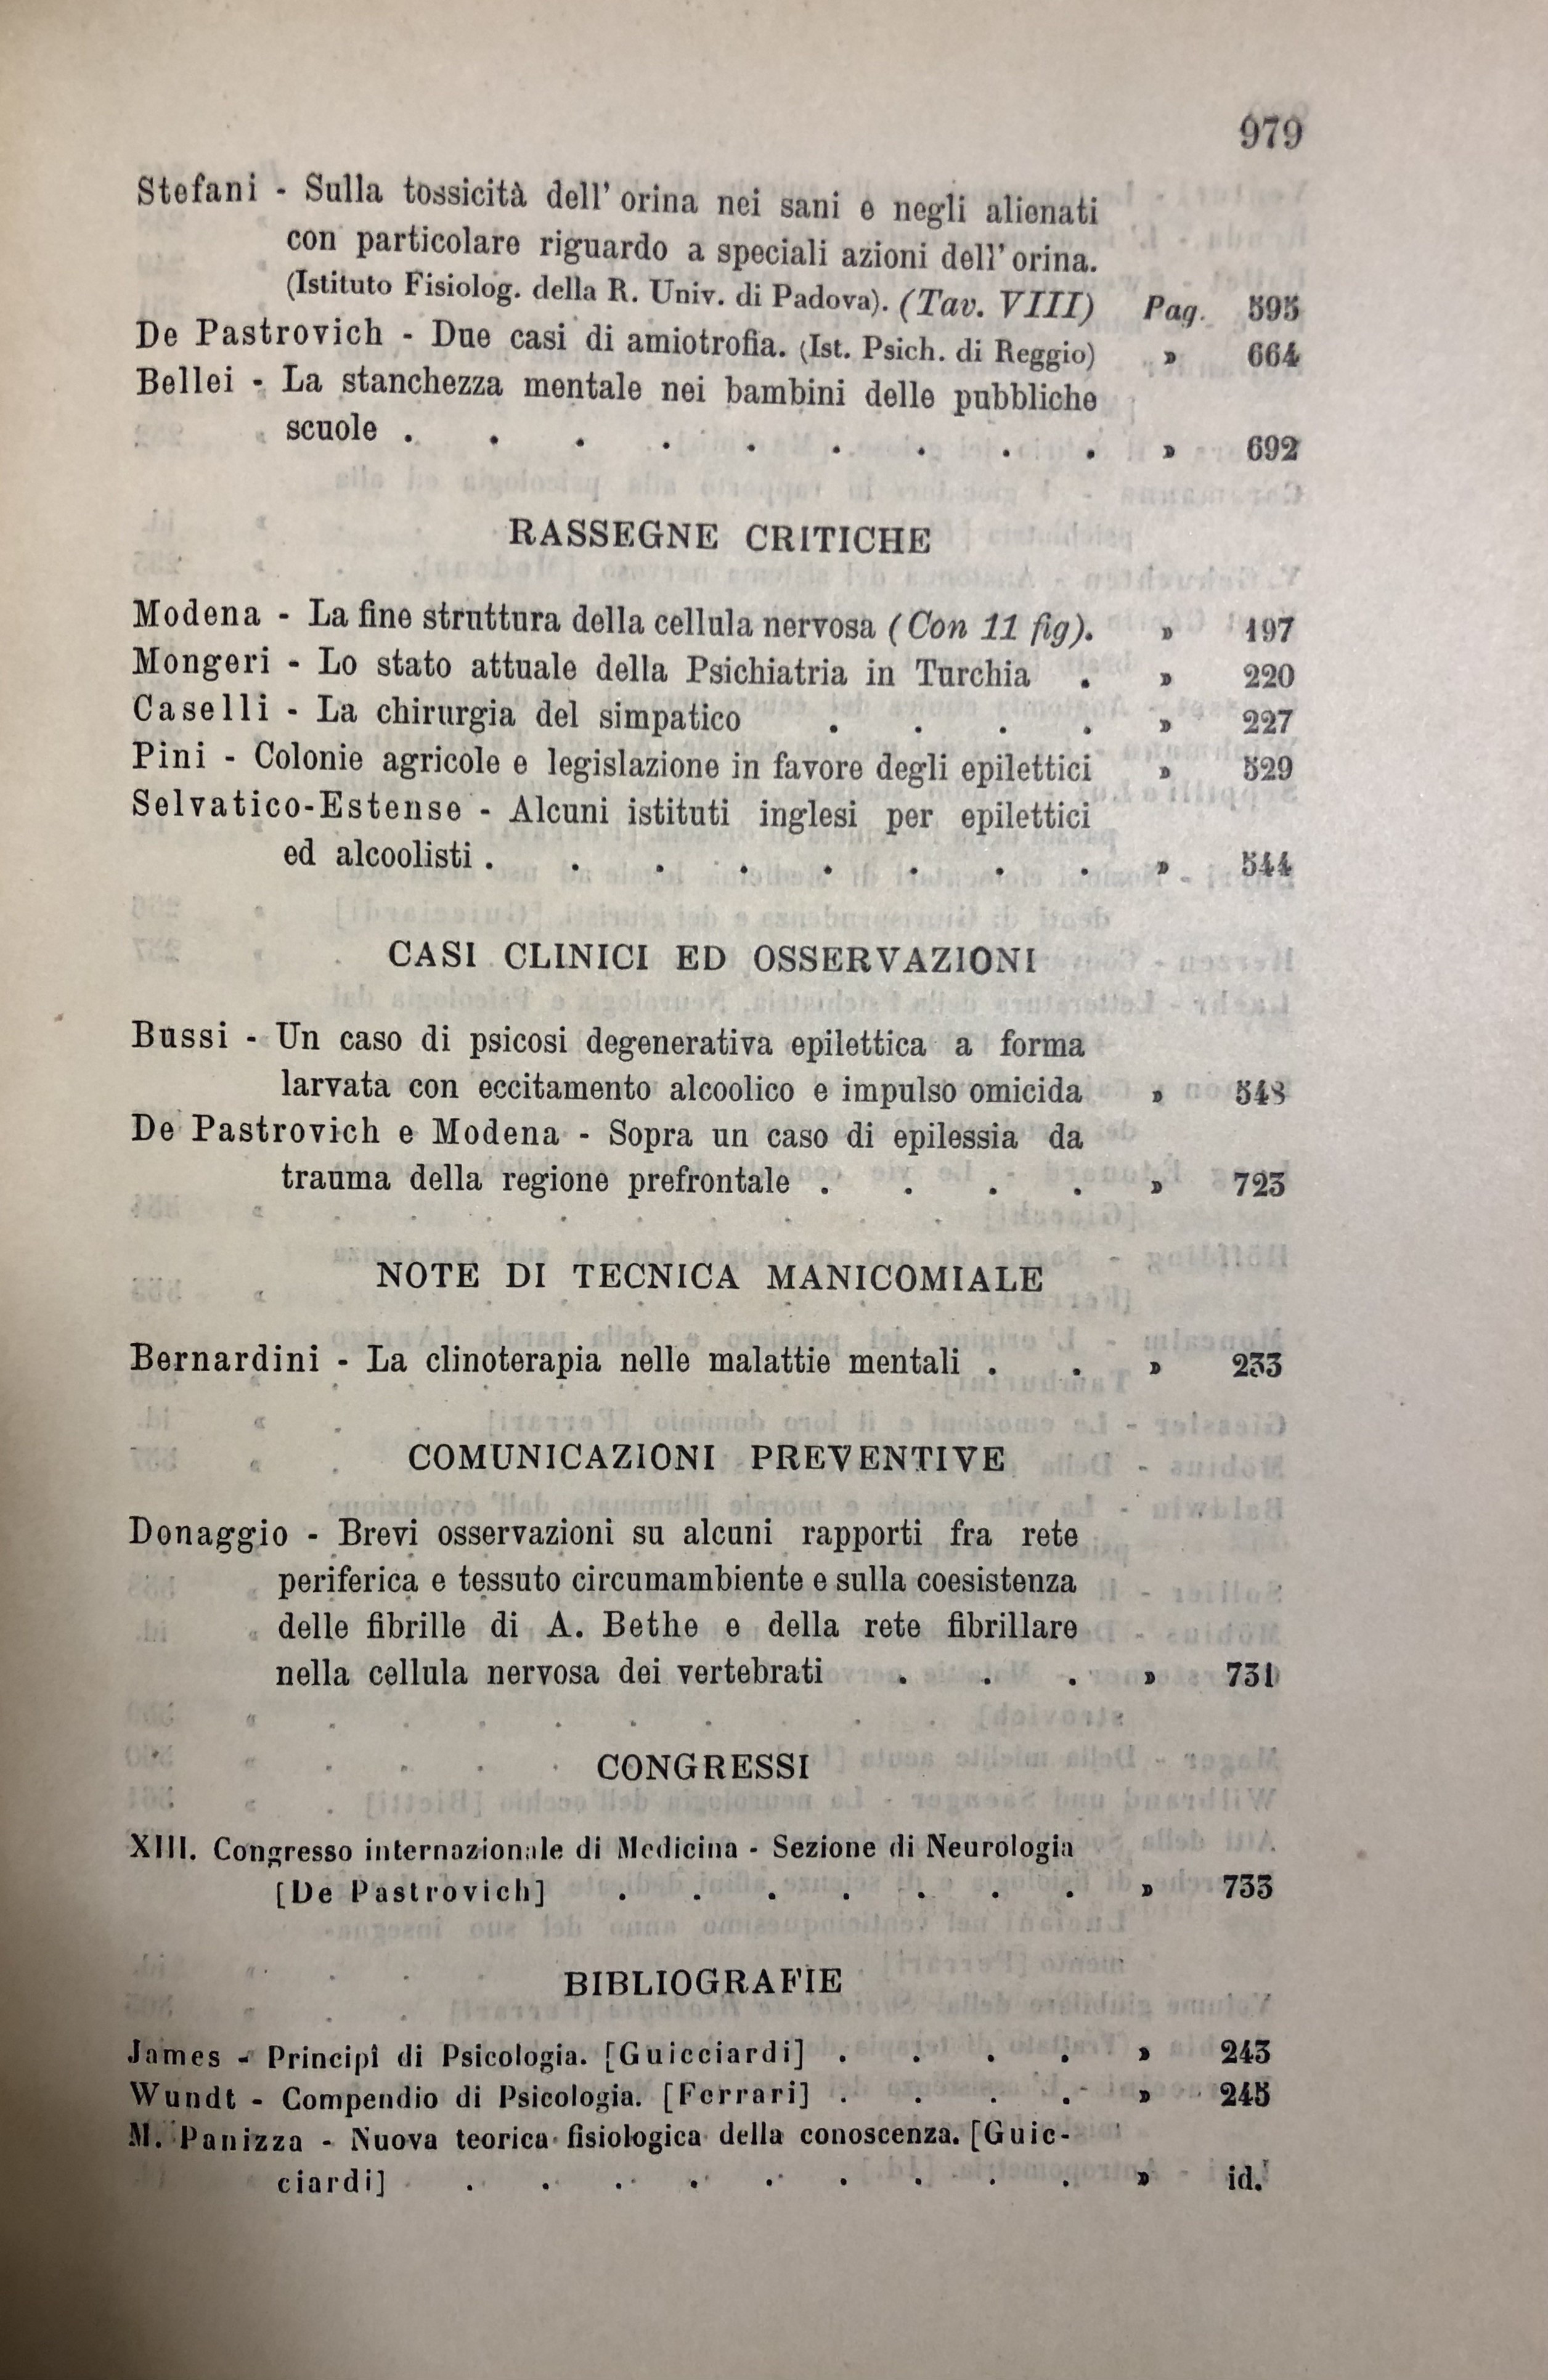 979
Stefani - Sulla tossicità dell' orina nei sani e negli alienati
con particolare riguardo a speciali azioni dell' orina.
(Istituto Fisiolog. della R. Univ. di Padova). (Tav. VIII) Pag. 595
De Pastrovich - Due casi di amiotrofia. (Ist. Psich. di Reggio) » 664
Bellei - La stanchezza mentale nei bambini delle pubbliche
scuole . . . . . . . . . » 692
RASSEGNE CRITICHE
Modena - La fine struttura della cellula nervosa (Con 11 fig). » 197
Mongeri - Lo stato attuale della Psichiatria in Turchia . » 220
Caselli - La chirurgia del simpatico . . . . » 227
Pini - Colonie agricole e legislazione in favore degli epilettici » 529
Selvatico-Estense - Alcuni istituti inglesi per epilettici
ed alcoolisti . . . . . . . . » 544
CASI CLINICI ED OSSERVAZIONI
Bussi - Un caso di psicosi degenerativa epilettica a forma
larvata con eccitamento alcoolico e impulso omicida » 548
De Pastrovich e Modena - Sopra un caso di epilessia da
trauma della regione prefrontale . . . . » 723
NOTE DI TECNICA MANICOMIALE
Bernardini - La clinoterapia nelle malattie mentali . . » 233
COMUNICAZIONI PREVENTIVE
Donaggio - Brevi osservazioni su alcuni rapporti fra rete
periferica e tessuto circumambiente e sulla coesistenza
delle fibrille di A. Bethe e della rete fibrillare
nella cellula nervosa dei vertebrati . . . » 731
CONGRESSI
XIII. Congresso internazionale di Medicina - Sezione di Neurologia
[De Pastrovich] . . . . . . . » 733
BIBLIOGRAFIE
James - Principî di Psicologia. [Guicciardi] . . . . » 243
Wundt - Compendio di Psicologia. [Ferrari] . . . . » 245
M. Panizza - Nuova teorica fisiologica della conoscenza. [Guic-
ciardi] . . . . . . . . » id.